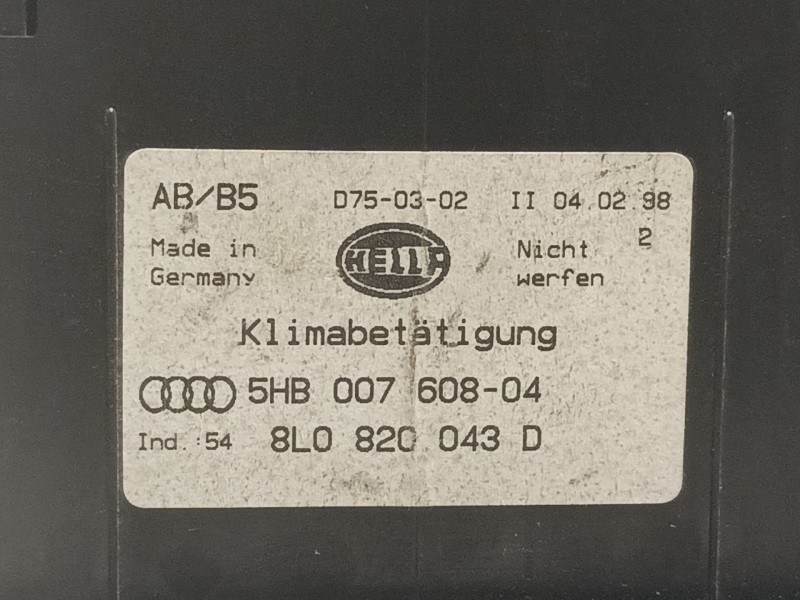 AB/B5 D75-03-02 II 04.02.98
Made in Germany
HELLA
Nicht werfen 2
Klimabetätigung
5HB 007 608-04
Ind.:54 8L0 820 043 D